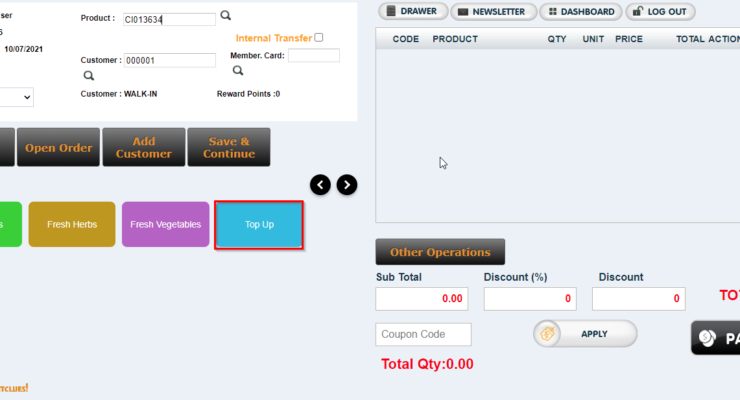 ser
Product : CI013634
DRAWER
NEWSLETTER
DASHBOARD
LOG OUT
Internal Transfer
10/07/2021
CODE PRODUCT QTY UNIT PRICE TOTAL ACTION
Customer : 000001
Member. Card:
Customer : WALK-IN
Reward Points :0
Open Order
Add
Customer
Save &
Continue
s
Fresh Herbs
Fresh Vegetables
Top Up
Other Operations
Sub Total
Discount (%)
Discount
0.00
0
0
TO
Coupon Code
APPLY
PA
Total Qty:0.00